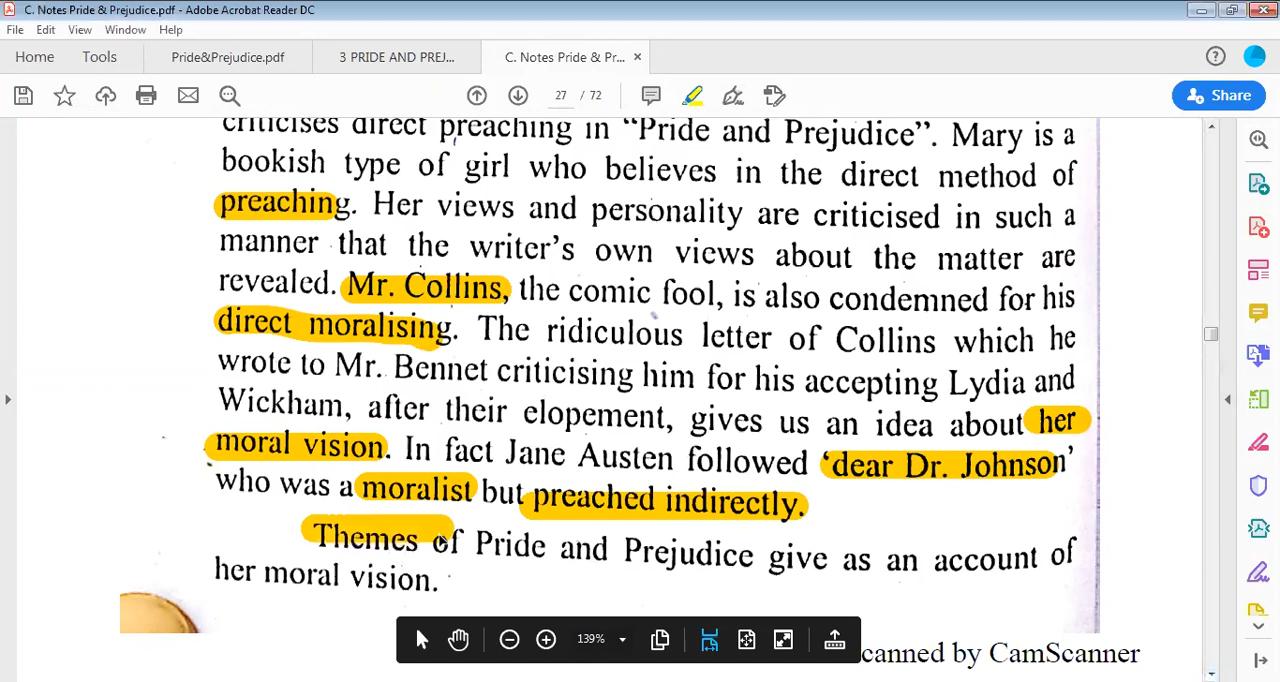 C. Notes Pride & Prejudice.pdf - Adobe Acrobat Reader DC
File Edit View Window Help
Home Tools Pride&Prejudice.pdf 3 PRIDE AND PREJ... C. Notes Pride & Pr... ×
27 / 72 Share
criticises direct preaching in “Pride and Prejudice”. Mary is a
bookish type of girl who believes in the direct method of
preaching. Her views and personality are criticised in such a
manner that the writer’s own views about the matter are
revealed. Mr. Collins, the comic fool, is also condemned for his
direct moralising. The ridiculous letter of Collins which he
wrote to Mr. Bennet criticising him for his accepting Lydia and
Wickham, after their elopement, gives us an idea about her
moral vision. In fact Jane Austen followed ‘dear Dr. Johnson’
who was a moralist but preached indirectly.
Themes of Pride and Prejudice give as an account of
her moral vision.
139%
canned by CamScanner